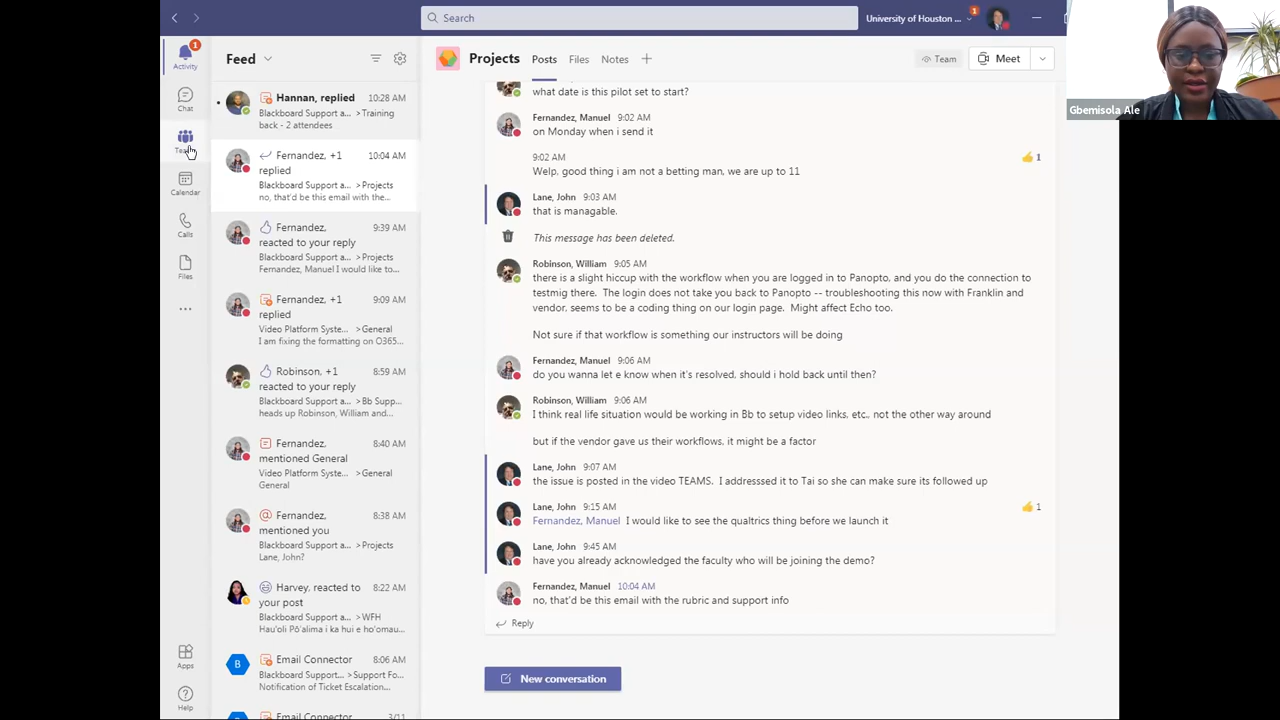 Search
University of Houston ...
1
Gbemisola Ale
1
Activity
Chat
Calendar
Calls
Files
Apps
Help
Feed
Hannan, replied 10:28 AM
Blackboard Support a... >Training
back - 2 attendees
Fernandez, +1 10:04 AM
replied
Blackboard Support a... >Projects
no, that'd be this email with the...
Fernandez, 9:39 AM
reacted to your reply
Blackboard Support a... >Projects
Fernandez, Manuel I would like to...
Fernandez, +1 9:09 AM
replied
Video Platform Syste... >General
I am fixing the formatting on O365...
Robinson, +1 8:59 AM
reacted to your reply
Blackboard Support a... >Bb Supp...
heads up Robinson, William and...
Fernandez, 8:40 AM
mentioned General
Video Platform Syste... >General
General
Fernandez, 8:38 AM
mentioned you
Blackboard Support a... >Projects
Lane, John?
Harvey, reacted to 8:22 AM
your post
Blackboard Support a... >WFH
Hau'oli Pō'alima i ka hui e ho'omau...
B
Email Connector 8:06 AM
Blackboard Support a... >Support Fo...
Notification of Ticket Escalation...
Email Connector 3/11
Projects Posts Files Notes
Team Meet
what date is this pilot set to start?
Fernandez, Manuel 9:02 AM
on Monday when i send it
9:02 AM 1
Welp, good thing i am not a betting man, we are up to 11
Lane, John 9:03 AM
that is managable.
This message has been deleted.
Robinson, William 9:05 AM
there is a slight hiccup with the workflow when you are logged in to Panopto, and you do the connection to
testmig there. The login does not take you back to Panopto -- troubleshooting this now with Franklin and
vendor, seems to be a coding thing on our login page. Might affect Echo too.
Not sure if that workflow is something our instructors will be doing
Fernandez, Manuel 9:06 AM
do you wanna let e know when it's resolved, should i hold back until then?
Robinson, William 9:06 AM
I think real life situation would be working in Bb to setup video links, etc., not the other way around
but if the vendor gave us their workflows, it might be a factor
Lane, John 9:07 AM
the issue is posted in the video TEAMS. I addresssed it to Tai so she can make sure its followed up
Lane, John 9:15 AM 1
Fernandez, Manuel I would like to see the qualtrics thing before we launch it
Lane, John 9:45 AM
have you already acknowledged the faculty who will be joining the demo?
Fernandez, Manuel 10:04 AM
no, that'd be this email with the rubric and support info
Reply
New conversation